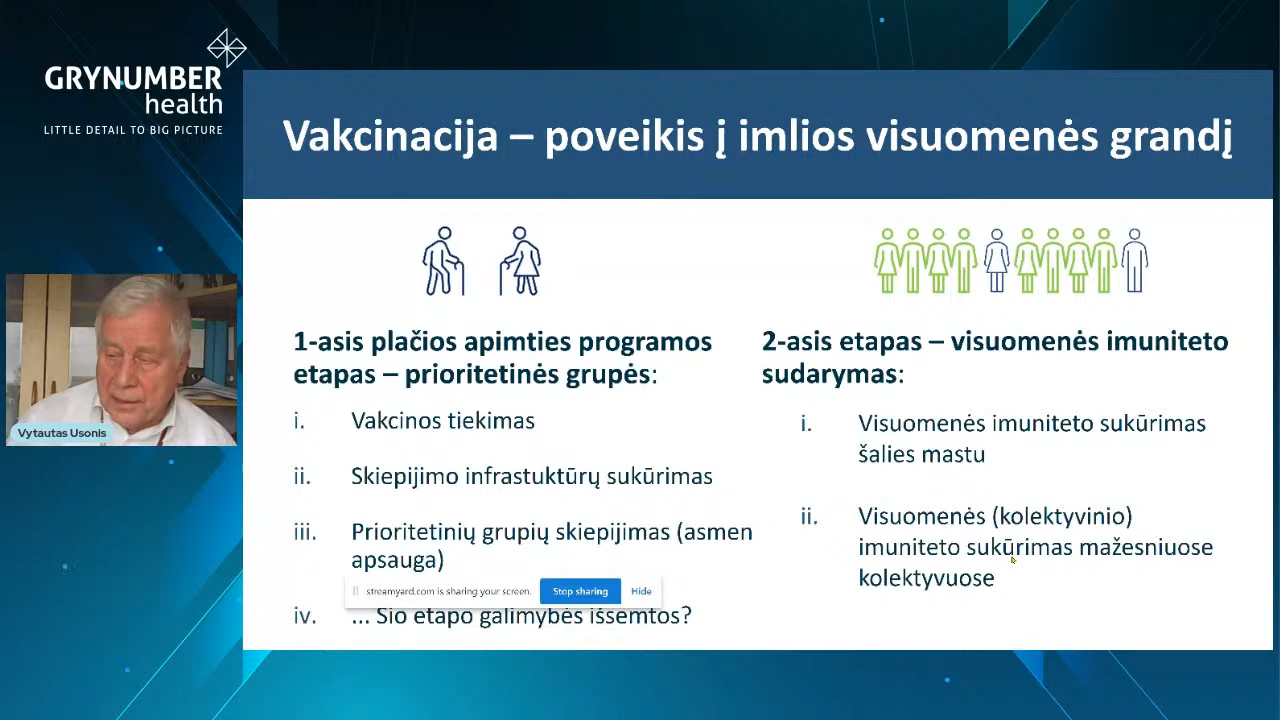 GRYNUMBER
health
LITTLE DETAIL TO BIG PICTURE
Vakcinacija – poveikis į imlios visuomenės grandį
1-asis plačios apimties programos
etapas – prioritetinės grupės:
i. Vakcinos tiekimas
ii. Skiepijimo infrastuktūrų sukūrimas
iii. Prioritetinių grupių skiepijimas (asmen
apsauga)
streamyard.com is sharing your screen. Stop sharing Hide
iv. ... Šio etapo galimybės išsemtos?
2-asis etapas – visuomenės imuniteto
sudarymas:
i. Visuomenės imuniteto sukūrimas
šalies mastu
ii. Visuomenės (kolektyvinio)
imuniteto sukūrimas mažesniuose
kolektyvuose
Vytautas Usonis